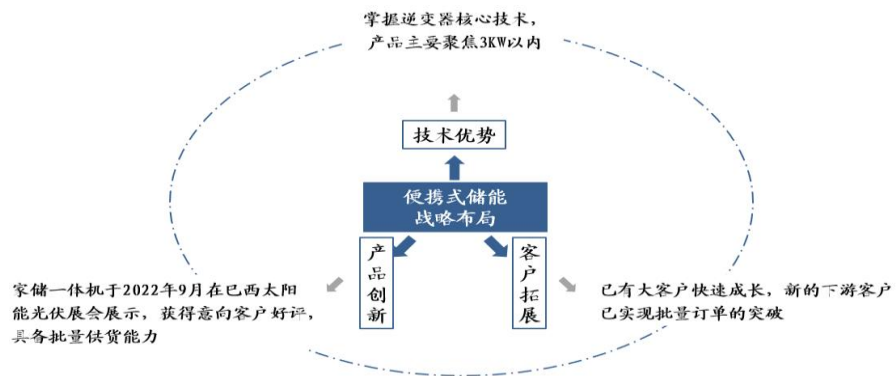 掌握逆变器核心技术，
产品主要聚焦3KW以内
技术优势
便携式储能
战略布局
产品创新
客户拓展
家储一体机于2022年9月在巴西太阳
能光伏展会展示，获得意向客户好评，
具备批量供货能力
已有大客户快速成长，新的下游客户
已实现批量订单的突破